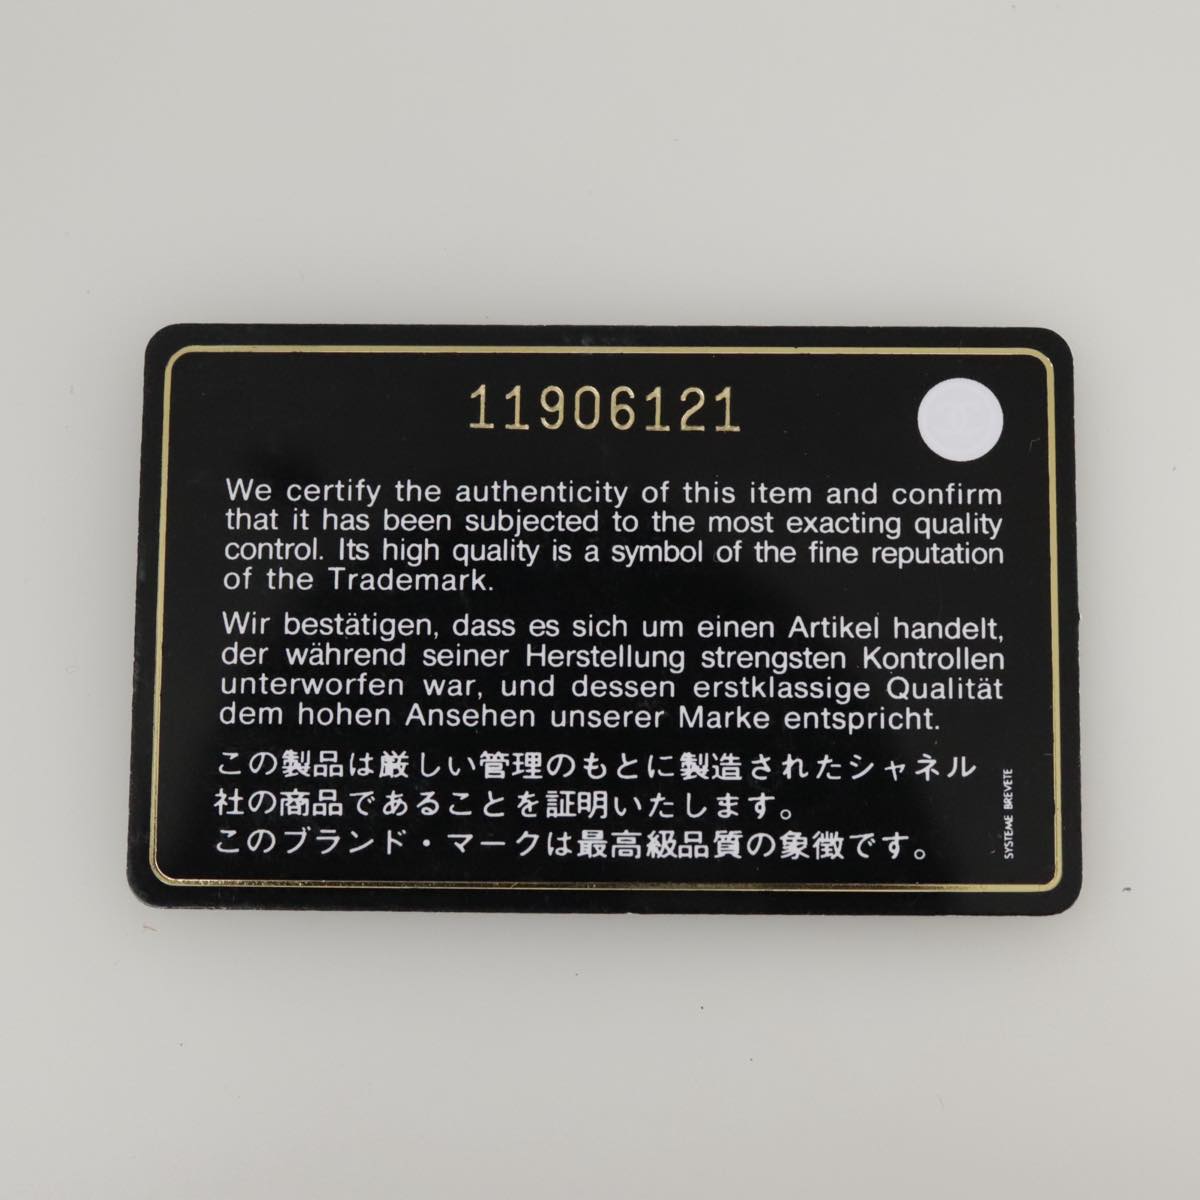 11906121
We certify the authenticity of this item and confirm
that it has been subjected to the most exacting quality
control. Its high quality is a symbol of the fine reputation
of the Trademark.
Wir bestätigen, dass es sich um einen Artikel handelt,
der während seiner Herstellung strengsten Kontrollen
unterworfen war, und dessen erstklassige Qualität
dem hohen Ansehen unserer Marke entspricht.
この製品は厳しい管理のもとに製造されたシャネル
社の商品であることを証明いたします。
このブランド・マークは最高級品質の象徴です。
SYSTEME BREVETE